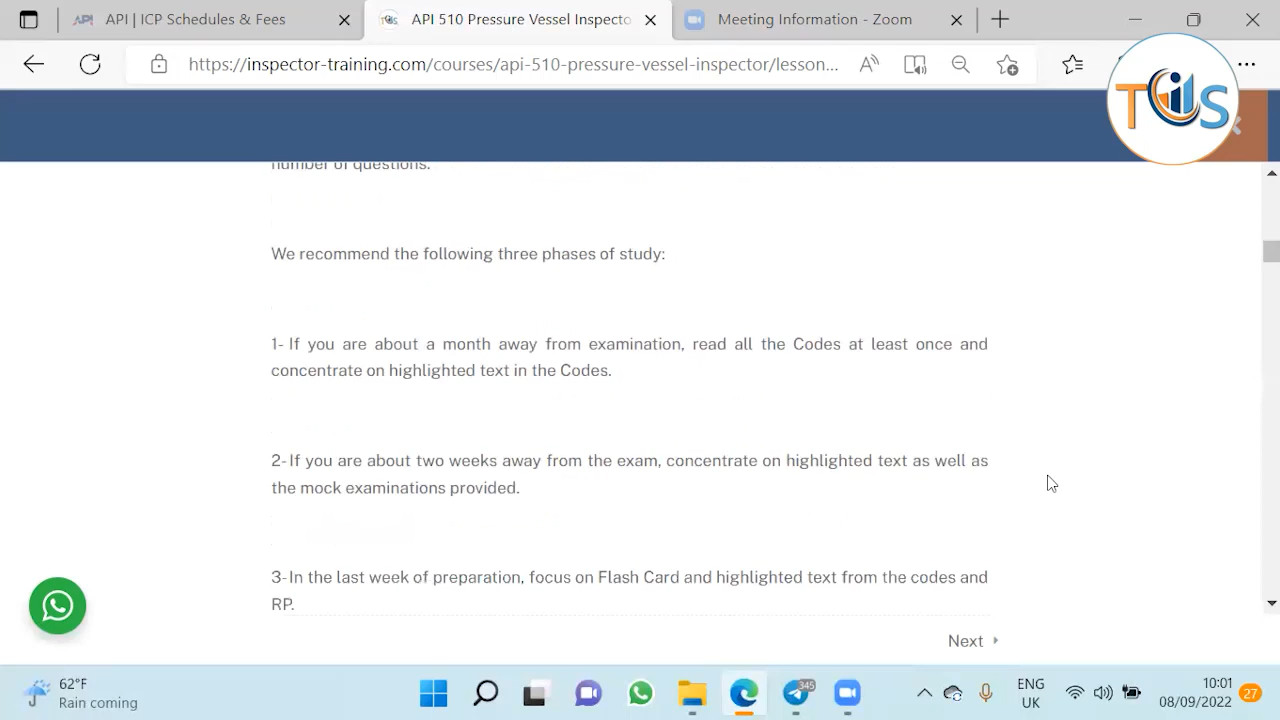 API | ICP Schedules & Fees
API 510 Pressure Vessel Inspecto
Meeting Information - Zoom
https://inspector-training.com/courses/api-510-pressure-vessel-inspector/lesson...
TCILS
number of questions.
We recommend the following three phases of study:
1- If you are about a month away from examination, read all the Codes at least once and
concentrate on highlighted text in the Codes.
2- If you are about two weeks away from the exam, concentrate on highlighted text as well as
the mock examinations provided.
3- In the last week of preparation, focus on Flash Card and highlighted text from the codes and
RP.
Next
62°F
Rain coming
345
ENG
UK
10:01
08/09/2022
27